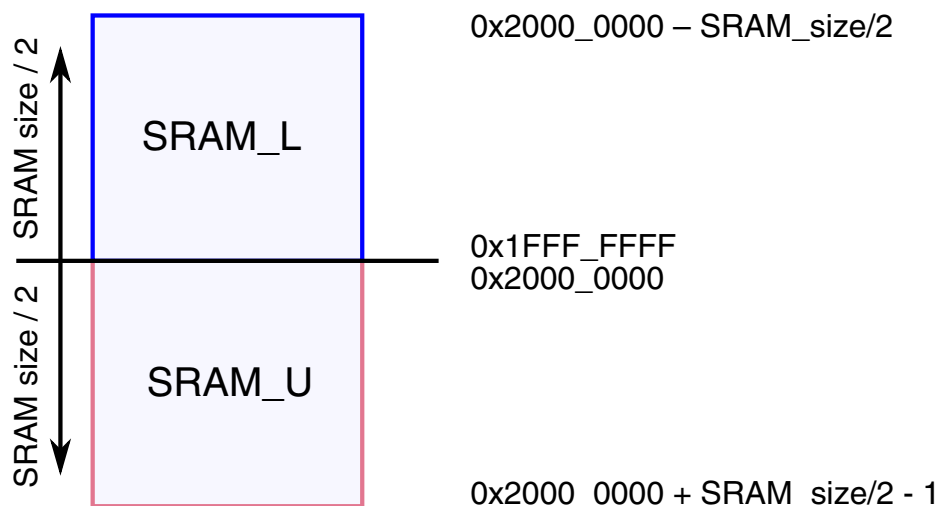 SRAM size / 2
SRAM_L
0x2000_0000 – SRAM_size/2
0x1FFF_FFFF
0x2000_0000
SRAM size / 2
SRAM_U
0x2000 0000 + SRAM size/2 - 1